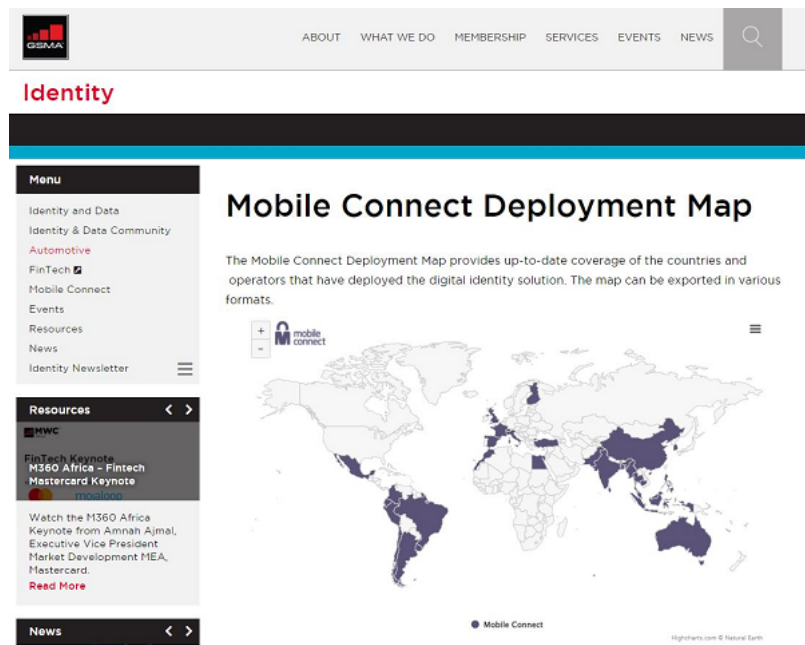 GSMA
ABOUT WHAT WE DO MEMBERSHIP SERVICES EVENTS NEWS
Identity
Menu
Identity and Data
Identity & Data Community
Automotive
FinTech
Mobile Connect
Events
Resources
News
Identity Newsletter
Resources
MWC
FinTech Keynote
M360 Africa – Fintech
Mastercard Keynote
mojaloop
Watch the M360 Africa
Keynote from Amnah Ajmal,
Executive Vice President
Market Development MEA,
Mastercard.
Read More
News
Mobile Connect Deployment Map
The Mobile Connect Deployment Map provides up-to-date coverage of the countries and
operators that have deployed the digital identity solution. The map can be exported in various
formats.
+
−
mobile
connect
Mobile Connect
Highcharts.com © Natural Earth